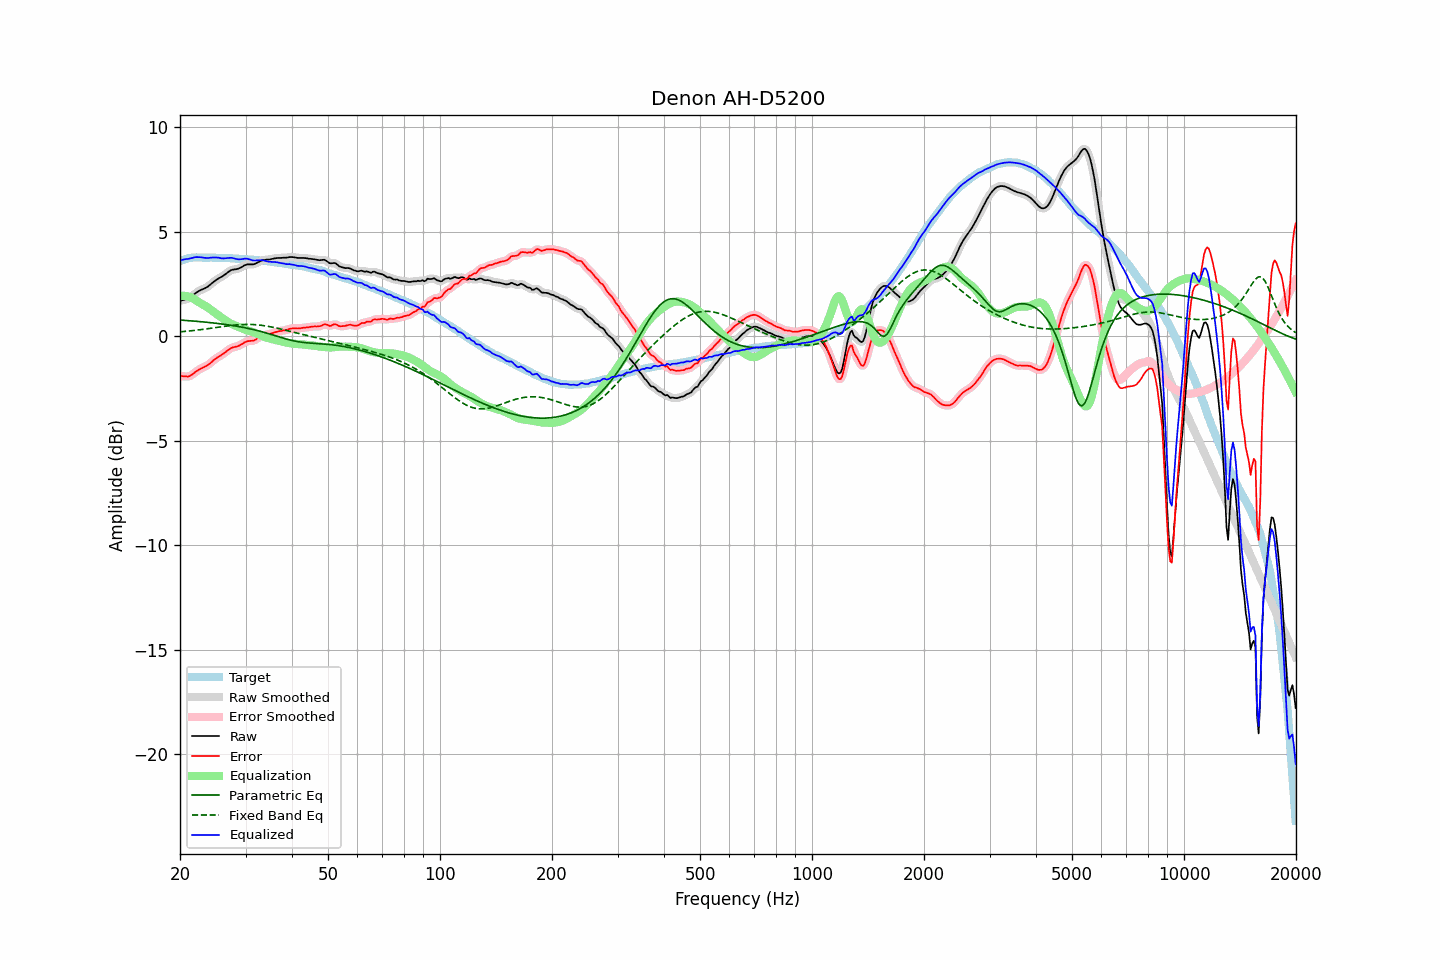 Denon AH-D5200
Amplitude (dBr)
10
5
0
−5
−10
−15
−20
Target
Raw Smoothed
Error Smoothed
Raw
Error
Equalization
Parametric Eq
Fixed Band Eq
Equalized
20 50 100 200 500 1000 2000 5000 10000 20000
Frequency (Hz)